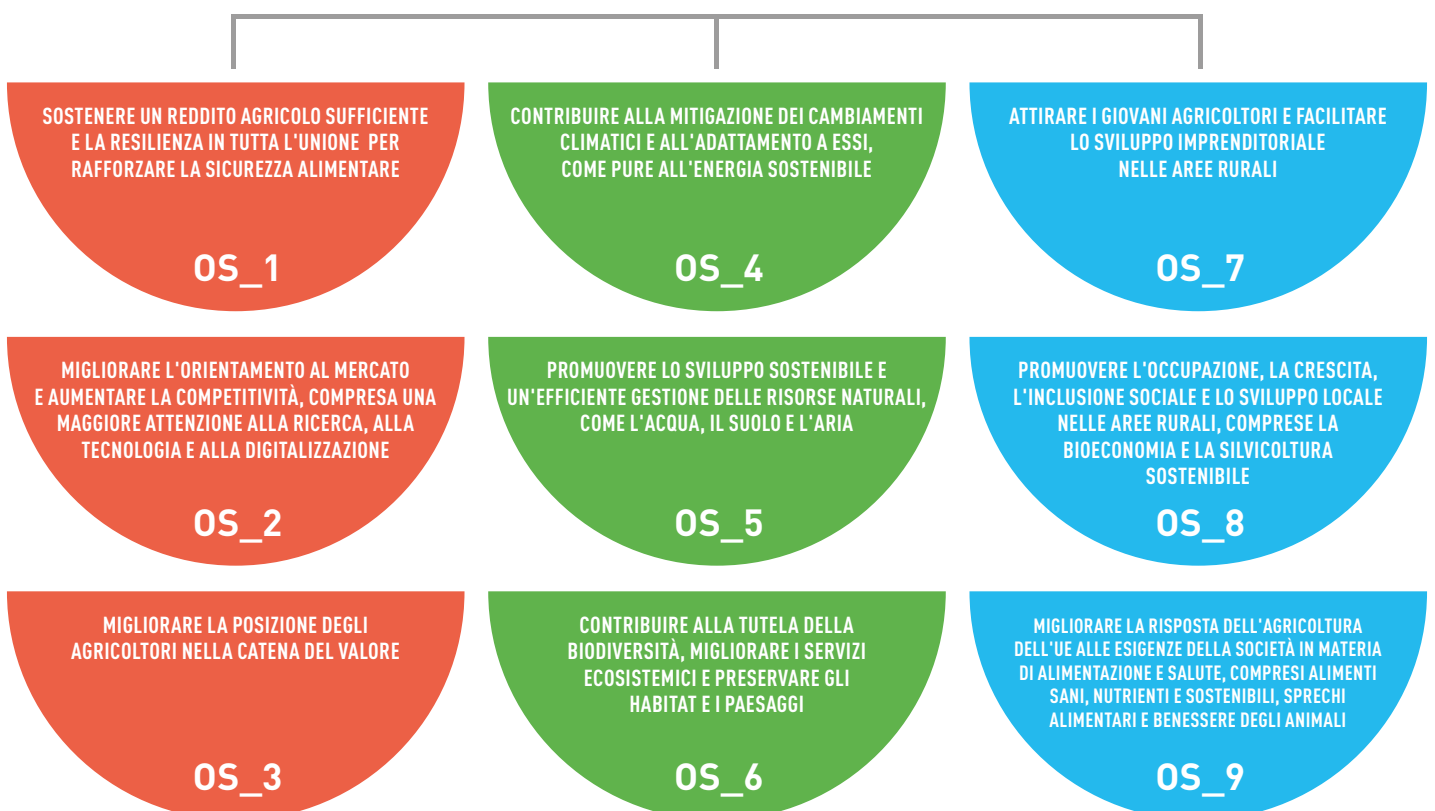 SOSTENERE UN REDDITO AGRICOLO SUFFICIENTE
E LA RESILIENZA IN TUTTA L'UNIONE PER
RAFFORZARE LA SICUREZZA ALIMENTARE
OS_1
CONTRIBUIRE ALLA MITIGAZIONE DEI CAMBIAMENTI
CLIMATICI E ALL'ADATTAMENTO A ESSI,
COME PURE ALL'ENERGIA SOSTENIBILE
OS_4
ATTIRARE I GIOVANI AGRICOLTORI E FACILITARE
LO SVILUPPO IMPRENDITORIALE
NELLE AREE RURALI
OS_7
MIGLIORARE L'ORIENTAMENTO AL MERCATO
E AUMENTARE LA COMPETITIVITÀ, COMPRESA UNA
MAGGIORE ATTENZIONE ALLA RICERCA, ALLA
TECNOLOGIA E ALLA DIGITALIZZAZIONE
OS_2
PROMUOVERE LO SVILUPPO SOSTENIBILE E
UN'EFFICIENTE GESTIONE DELLE RISORSE NATURALI,
COME L'ACQUA, IL SUOLO E L'ARIA
OS_5
PROMUOVERE L'OCCUPAZIONE, LA CRESCITA,
L'INCLUSIONE SOCIALE E LO SVILUPPO LOCALE
NELLE AREE RURALI, COMPRESE LA
BIOECONOMIA E LA SILVICOLTURA
SOSTENIBILE
OS_8
MIGLIORARE LA POSIZIONE DEGLI
AGRICOLTORI NELLA CATENA DEL VALORE
OS_3
CONTRIBUIRE ALLA TUTELA DELLA
BIODIVERSITÀ, MIGLIORARE I SERVIZI
ECOSISTEMICI E PRESERVARE GLI
HABITAT E I PAESAGGI
OS_6
MIGLIORARE LA RISPOSTA DELL'AGRICOLTURA
DELL'UE ALLE ESIGENZE DELLA SOCIETÀ IN MATERIA
DI ALIMENTAZIONE E SALUTE, COMPRESI ALIMENTI
SANI, NUTRIENTI E SOSTENIBILI, SPRECHI
ALIMENTARI E BENESSERE DEGLI ANIMALI
OS_9